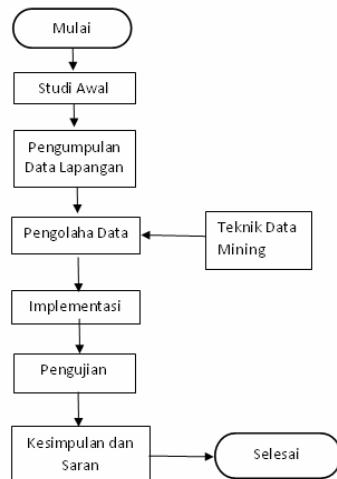 Mulai
Studi Awal
Pengumpulan
Data Lapangan
Pengolaha Data
Teknik Data
Mining
Implementasi
Pengujian
Kesimpulan dan
Saran
Selesai